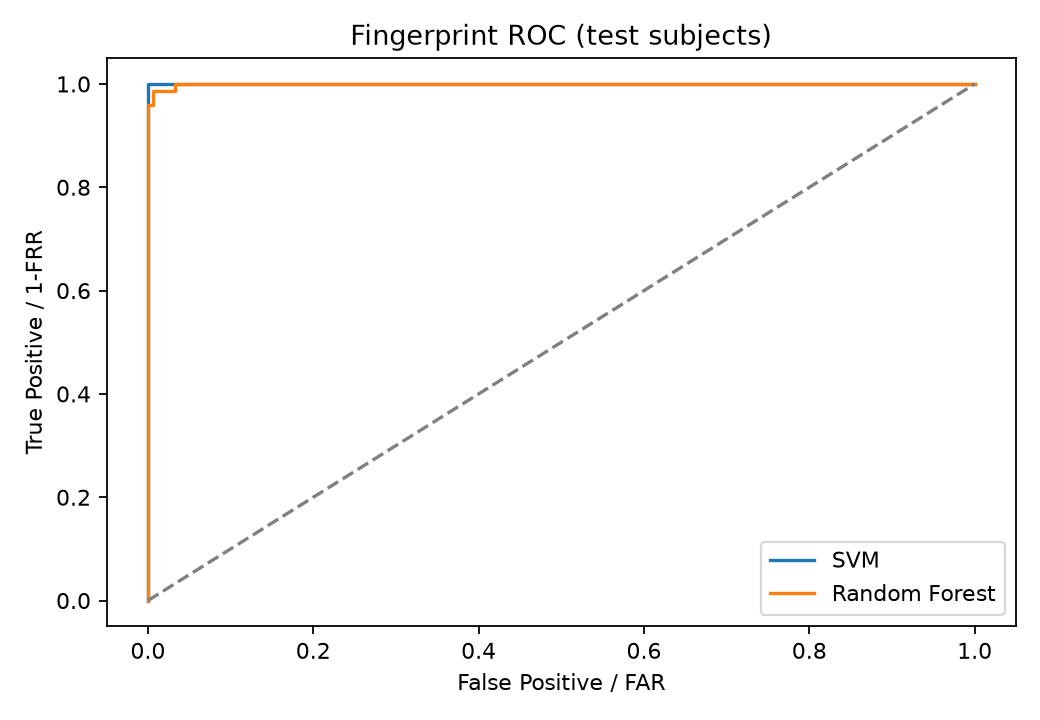 Fingerprint ROC (test subjects)
True Positive / 1-FRR
1.0
0.8
0.6
0.4
0.2
0.0
SVM
Random Forest
0.0 0.2 0.4 0.6 0.8 1.0
False Positive / FAR